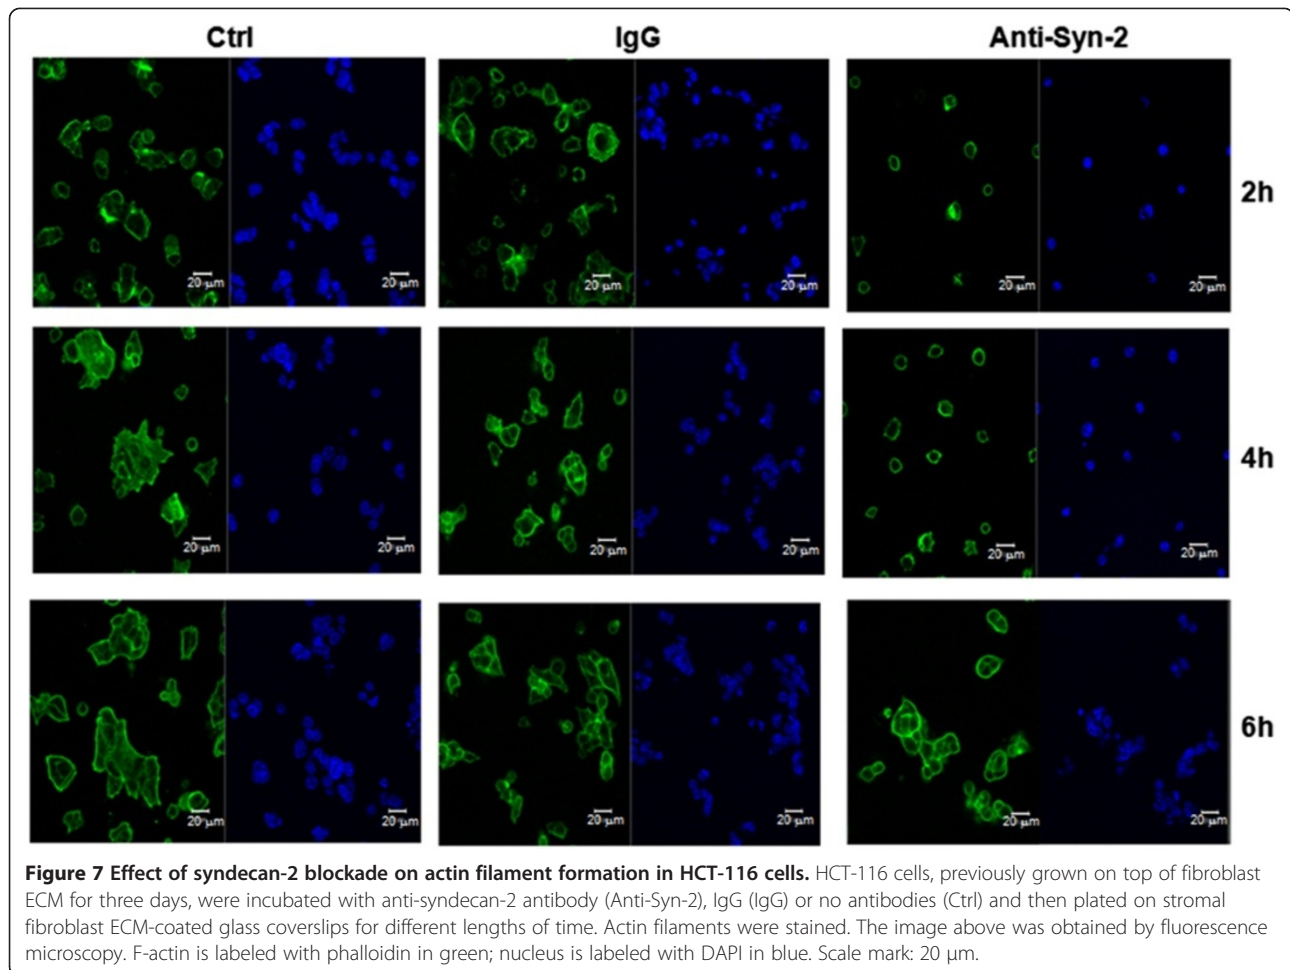 Ctrl IgG Anti-Syn-2
20 µm 20 µm 20 µm 20 µm 20 µm 20 µm
2h
20 µm 20 µm 20 µm 20 µm 20 µm 20 µm
4h
20 µm 20 µm 20 µm 20 µm 20 µm 20 µm
6h
Figure 7 Effect of syndecan-2 blockade on actin filament formation in HCT-116 cells. HCT-116 cells, previously grown on top of fibroblast
ECM for three days, were incubated with anti-syndecan-2 antibody (Anti-Syn-2), IgG (IgG) or no antibodies (Ctrl) and then plated on stromal
fibroblast ECM-coated glass coverslips for different lengths of time. Actin filaments were stained. The image above was obtained by fluorescence
microscopy. F-actin is labeled with phalloidin in green; nucleus is labeled with DAPI in blue. Scale mark: 20 μm.